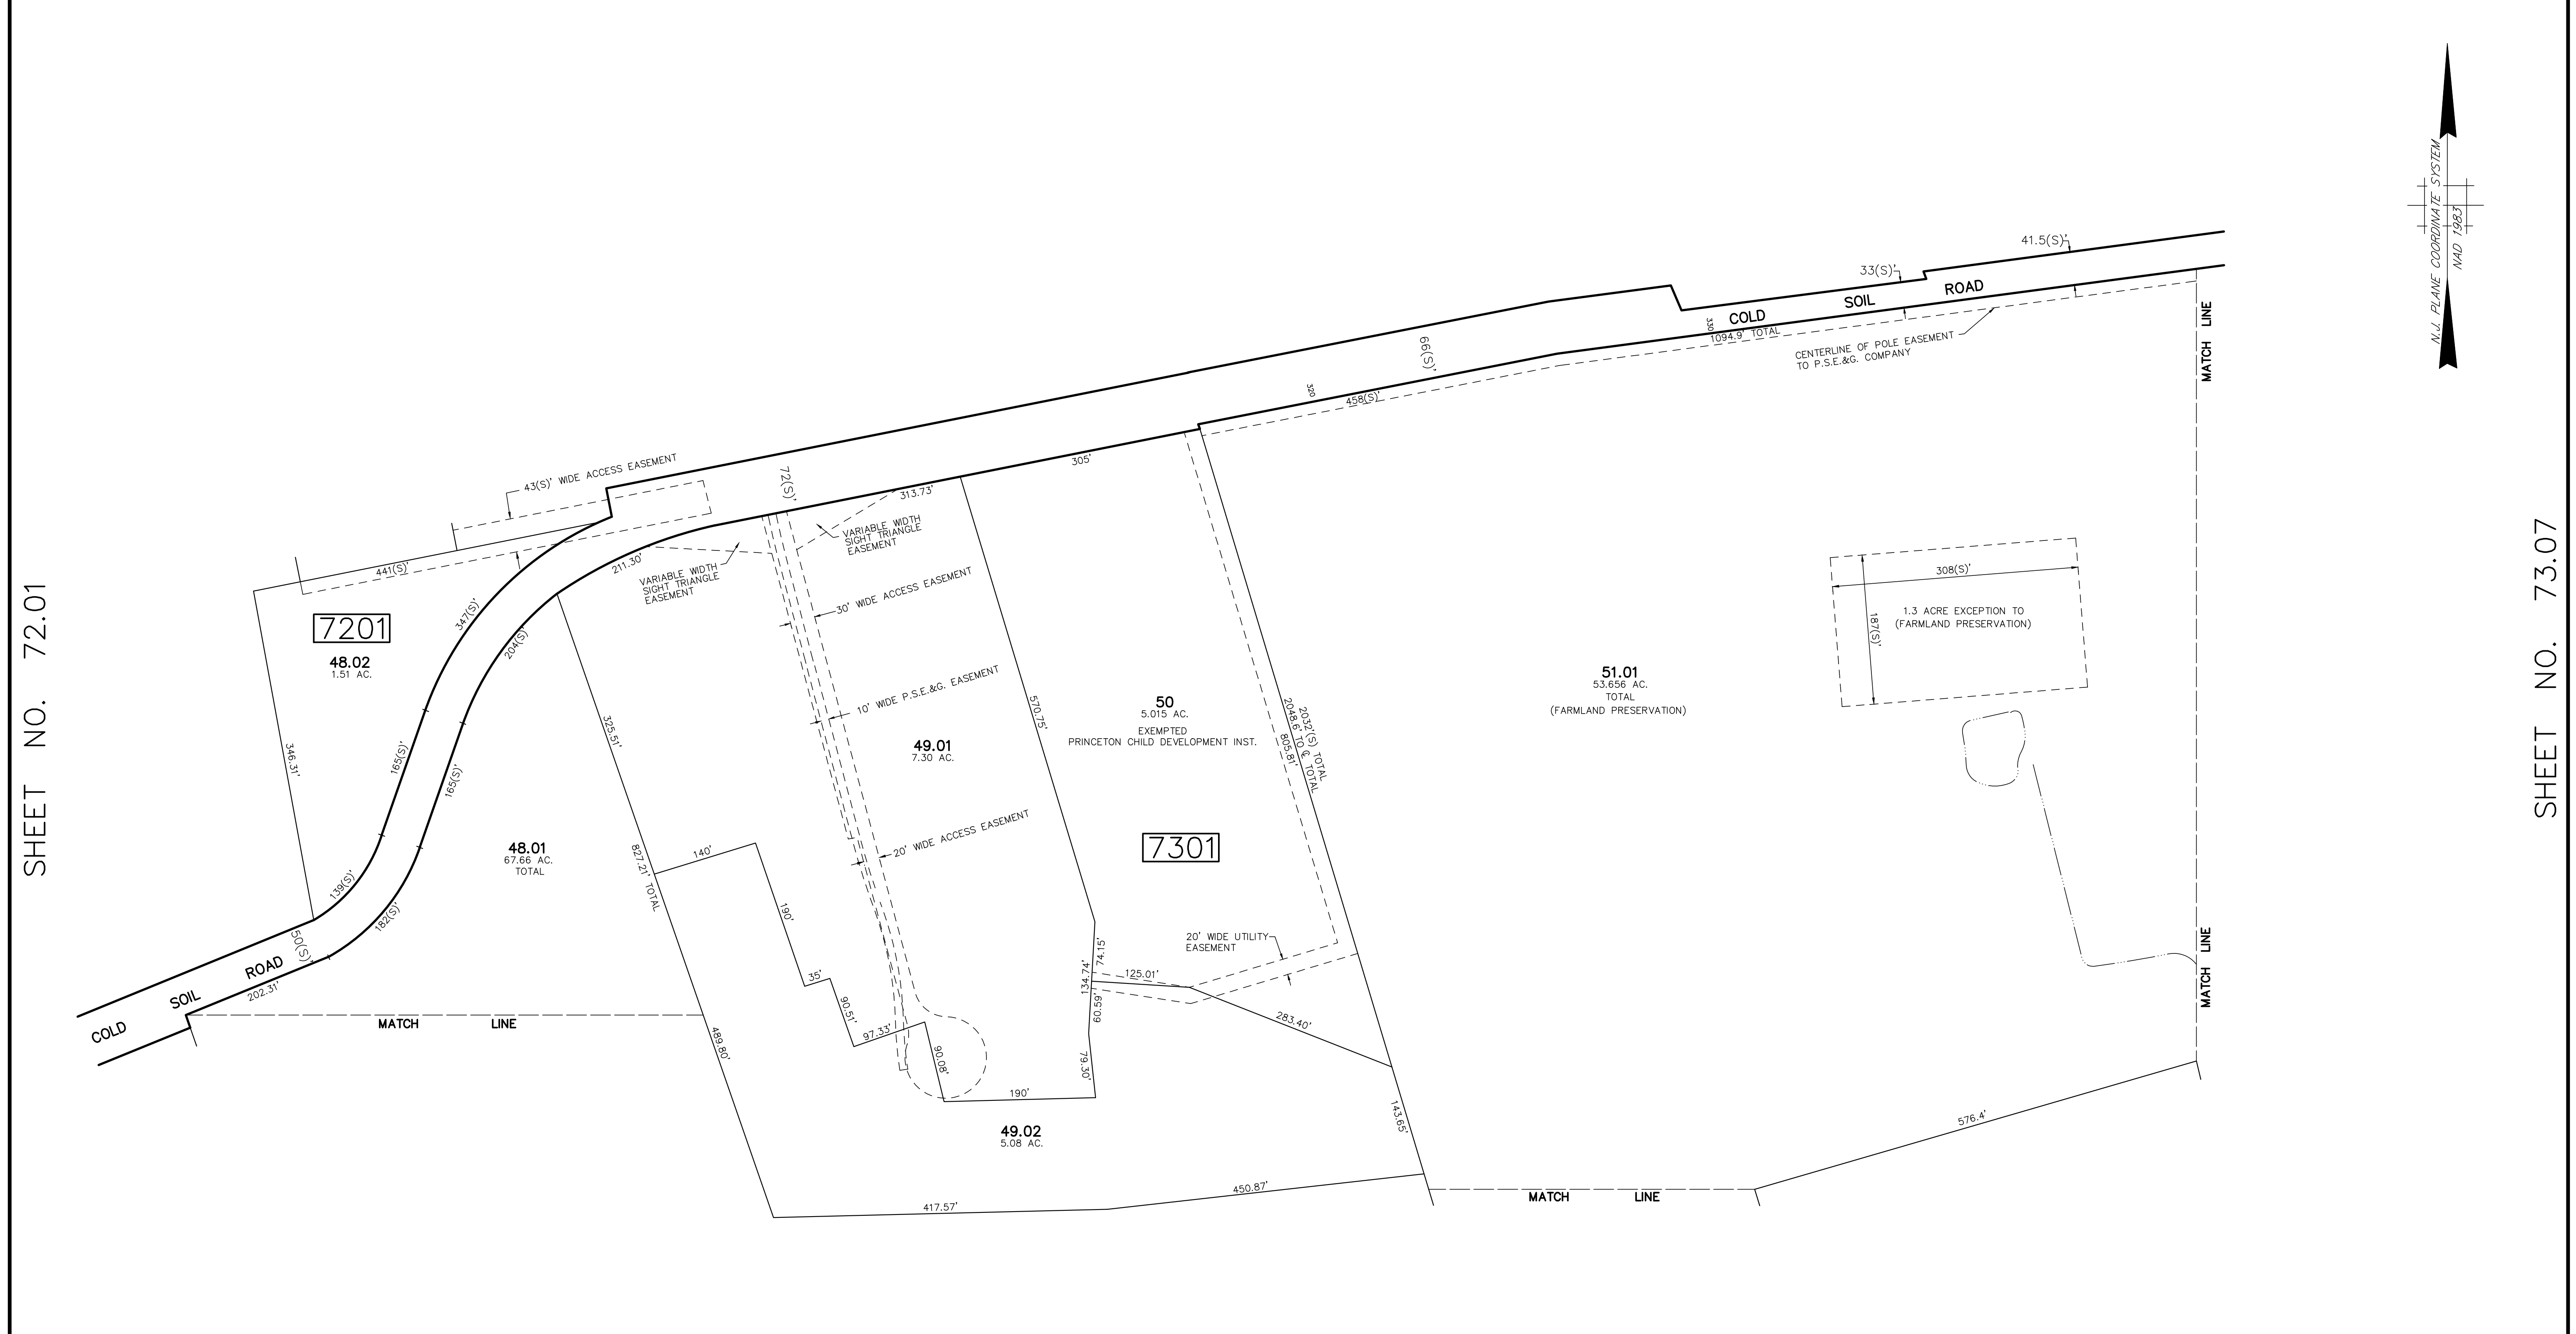 SHEET NO. 72.01
SHEET NO. 73.07
N.J. PLANE COORDINATE SYSTEM
NAD 1983
41.5(S)'
33(S)'
COLD SOIL ROAD
330
1094.9' TOTAL
CENTERLINE OF POLE EASEMENT
TO P.S.E.&G. COMPANY
MATCH LINE
66(S)'
320
458(S)'
305'
43(S)' WIDE ACCESS EASEMENT
72(S)'
313.73'
VARIABLE WIDTH
SIGHT TRIANGLE
EASEMENT
211.30'
VARIABLE WIDTH
SIGHT TRIANGLE
EASEMENT
441(S)'
347(S)'
204(S)'
7201
48.02
1.51 AC.
346.31'
165(S)'
165(S)'
139(S)'
182(S)'
50(S)'
COLD SOIL ROAD
202.31'
MATCH LINE
48.01
67.66 AC.
TOTAL
325.51'
827.21' TOTAL
489.80'
30' WIDE ACCESS EASEMENT
10' WIDE P.S.E.&G. EASEMENT
49.01
7.30 AC.
20' WIDE ACCESS EASEMENT
140'
190'
35'
90.51'
97.33'
90.08'
190'
570.75'
50
5.015 AC.
EXEMPTED
PRINCETON CHILD DEVELOPMENT INST.
7301
74.15'
134.74'
60.59'
79.30'
125.01'
20' WIDE UTILITY
EASEMENT
283.40'
2032'(S) TOTAL
2048.6' TO ℄ TOTAL
805.81'
143.65'
49.02
5.08 AC.
417.57'
450.87'
51.01
53.656 AC.
TOTAL
(FARMLAND PRESERVATION)
308(S)'
187(S)'
1.3 ACRE EXCEPTION TO
(FARMLAND PRESERVATION)
MATCH LINE
576.4'
MATCH LINE